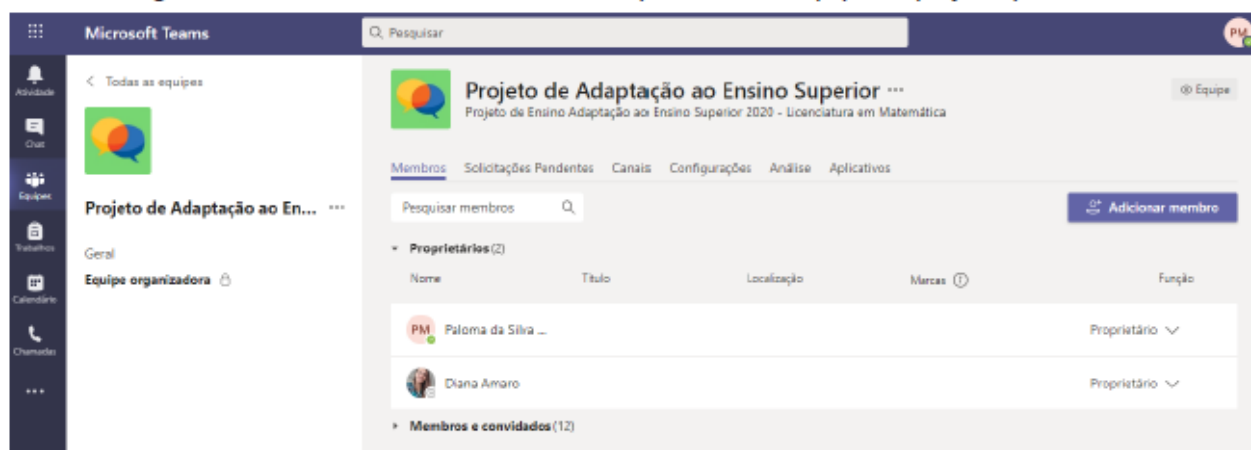 Microsoft Teams
Pesquisar
PM
Atividade
Chat
Equipes
Trabalhos
Calendário
Chamadas
Todas as equipes
Projeto de Adaptação ao En... ...
Geral
Equipe organizadora
Projeto de Adaptação ao Ensino Superior ...
Projeto de Ensino Adaptação aoi Ensino Superior 2020 - Licenciatura em Matemática
Equipe
Membros Solicitações Pendentes Canais Configurações Análise Aplicativos
Pesquisar membros
Adicionar membro
Proprietários (2)
Nome Título Localização Marcas Função
PM Paloma da Silva ... Proprietário
Diana Amaro Proprietário
Membros e convidados (12)